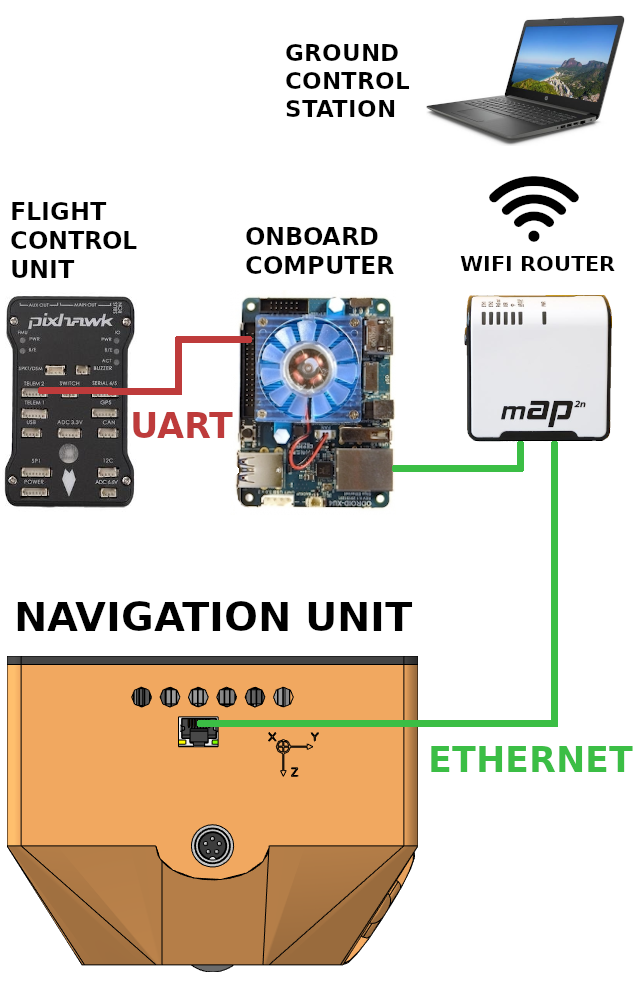 GROUND
CONTROL
STATION
FLIGHT
CONTROL
UNIT
ONBOARD
COMPUTER
WIFI ROUTER
AUX OUT
MAIN OUT
pixhawk
FMU
IO
PWR
PWR
B/E
B/E
ACT
SPKT/DSM
BUZZER
TELEM 2
SWITCH
SERIAL 4/5
TELEM 1
GPS
USB
ADC 3.3V
CAN
SPI
I2C
POWER
ADC 6.6V
UART
map 2n
NAVIGATION UNIT
X
Y
Z
ETHERNET